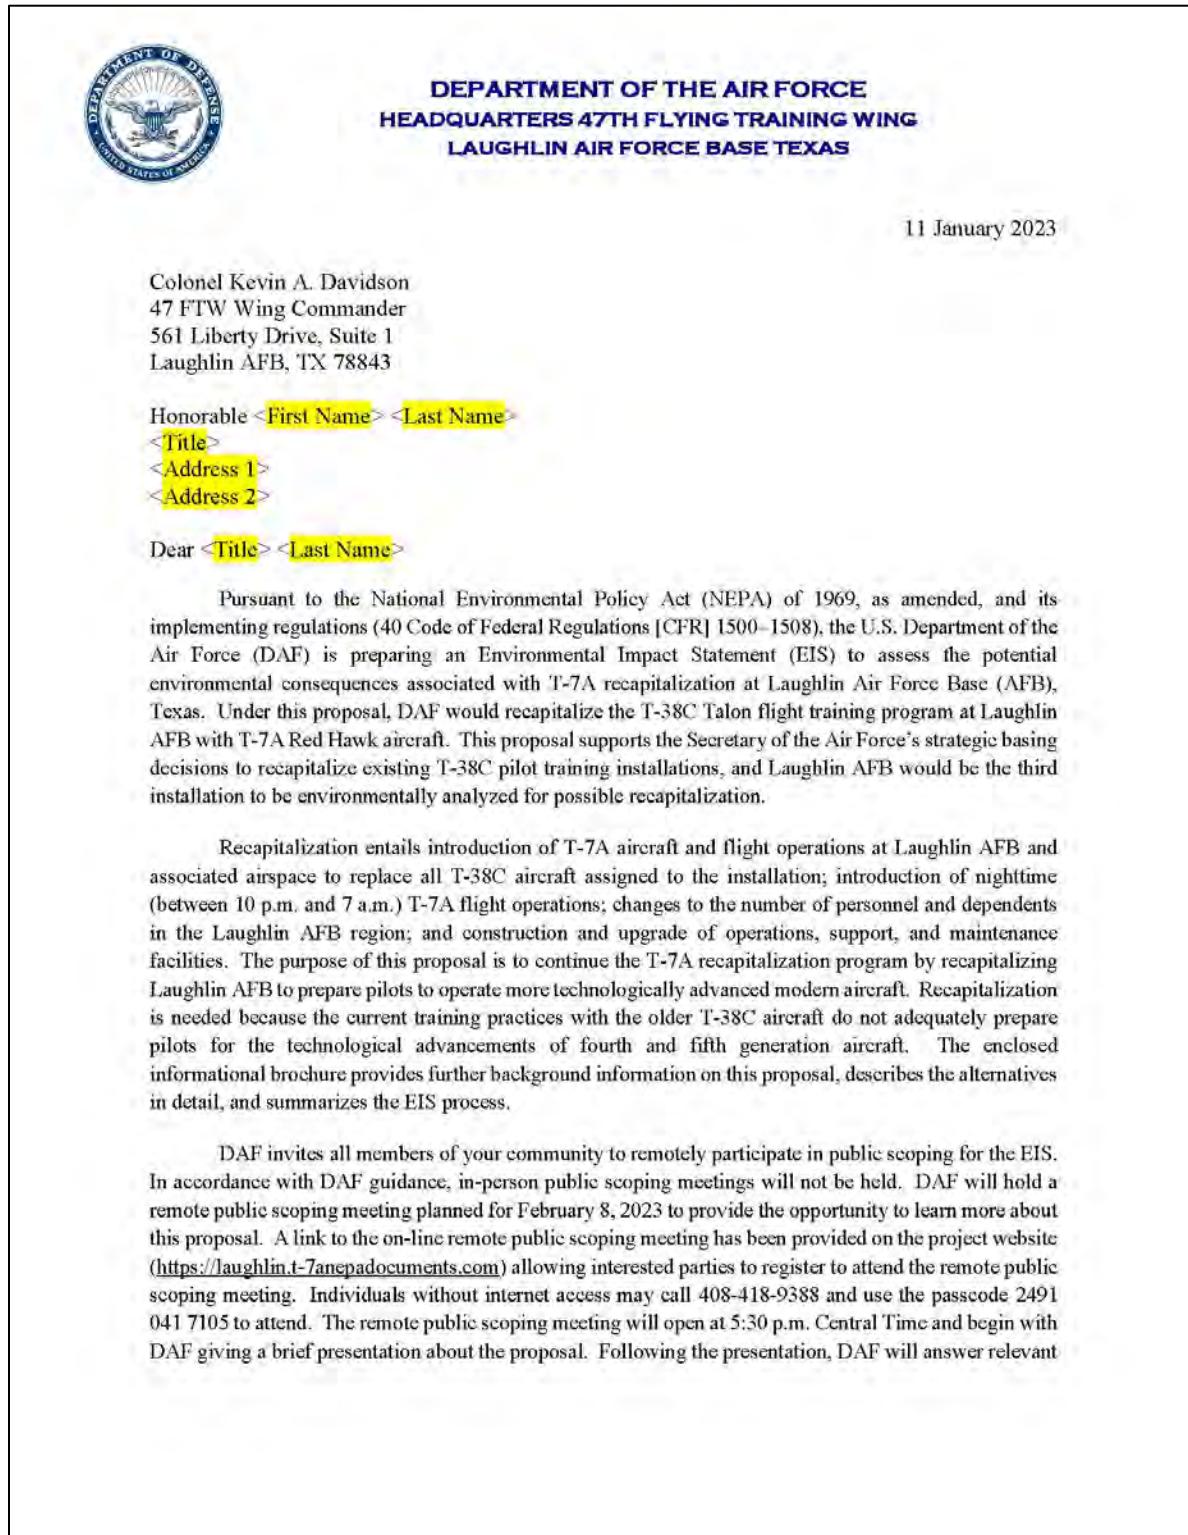 DEPARTMENT OF DEFENSE
UNITED STATES OF AMERICA
DEPARTMENT OF THE AIR FORCE
HEADQUARTERS 47TH FLYING TRAINING WING
LAUGHLIN AIR FORCE BASE TEXAS
11 January 2023
Colonel Kevin A. Davidson
47 FTW Wing Commander
561 Liberty Drive, Suite 1
Laughlin AFB, TX 78843
Honorable <First Name> <Last Name>
<Title>
<Address 1>
<Address 2>
Dear <Title> <Last Name>
Pursuant to the National Environmental Policy Act (NEPA) of 1969, as amended, and its
implementing regulations (40 Code of Federal Regulations [CFR] 1500–1508), the U.S. Department of the
Air Force (DAF) is preparing an Environmental Impact Statement (EIS) to assess the potential
environmental consequences associated with T-7A recapitalization at Laughlin Air Force Base (AFB),
Texas. Under this proposal, DAF would recapitalize the T-38C Talon flight training program at Laughlin
AFB with T-7A Red Hawk aircraft. This proposal supports the Secretary of the Air Force's strategic basing
decisions to recapitalize existing T-38C pilot training installations, and Laughlin AFB would be the third
installation to be environmentally analyzed for possible recapitalization.
Recapitalization entails introduction of T-7A aircraft and flight operations at Laughlin AFB and
associated airspace to replace all T-38C aircraft assigned to the installation; introduction of nighttime
(between 10 p.m. and 7 a.m.) T-7A flight operations; changes to the number of personnel and dependents
in the Laughlin AFB region; and construction and upgrade of operations, support, and maintenance
facilities. The purpose of this proposal is to continue the T-7A recapitalization program by recapitalizing
Laughlin AFB to prepare pilots to operate more technologically advanced modern aircraft. Recapitalization
is needed because the current training practices with the older T-38C aircraft do not adequately prepare
pilots for the technological advancements of fourth and fifth generation aircraft. The enclosed
informational brochure provides further background information on this proposal, describes the alternatives
in detail, and summarizes the EIS process.
DAF invites all members of your community to remotely participate in public scoping for the EIS.
In accordance with DAF guidance, in-person public scoping meetings will not be held. DAF will hold a
remote public scoping meeting planned for February 8, 2023 to provide the opportunity to learn more about
this proposal. A link to the on-line remote public scoping meeting has been provided on the project website
(https://laughlin.t-7anepadocuments.com) allowing interested parties to register to attend the remote public
scoping meeting. Individuals without internet access may call 408-418-9388 and use the passcode 2491
041 7105 to attend. The remote public scoping meeting will open at 5:30 p.m. Central Time and begin with
DAF giving a brief presentation about the proposal. Following the presentation, DAF will answer relevant